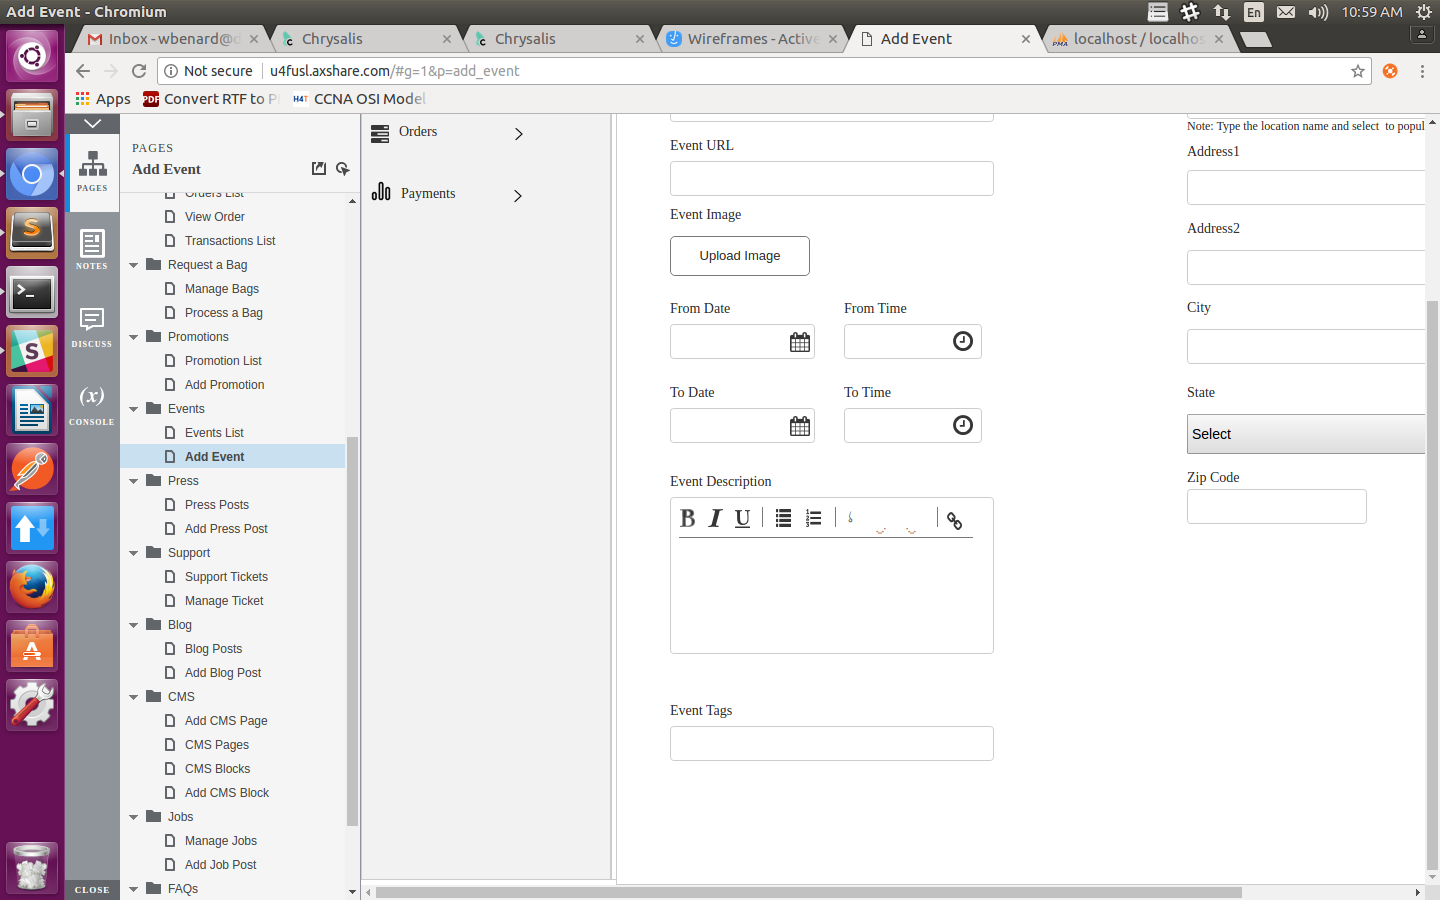 Add Event - Chromium
En
10:59 AM
Inbox - wbenard@d
Chrysalis
Chrysalis
Wireframes - Active
Add Event
localhost / localhos
Not secure
u4fusl.axshare.com/#g=1&p=add_event
Apps
PDF
Convert RTF to P
H4T
CCNA OSI Model
PAGES
NOTES
DISCUSS
(x)
CONSOLE
CLOSE
PAGES
Add Event
Orders List
View Order
Transactions List
Request a Bag
Manage Bags
Process a Bag
Promotions
Promotion List
Add Promotion
Events
Events List
Add Event
Press
Press Posts
Add Press Post
Support
Support Tickets
Manage Ticket
Blog
Blog Posts
Add Blog Post
CMS
Add CMS Page
CMS Pages
CMS Blocks
Add CMS Block
Jobs
Manage Jobs
Add Job Post
FAQs
Orders
Payments
Event URL
Event Image
Upload Image
From Date
From Time
To Date
To Time
Event Description
B I U
Event Tags
Note: Type the location name and select to popul
Address1
Address2
City
State
Select
Zip Code